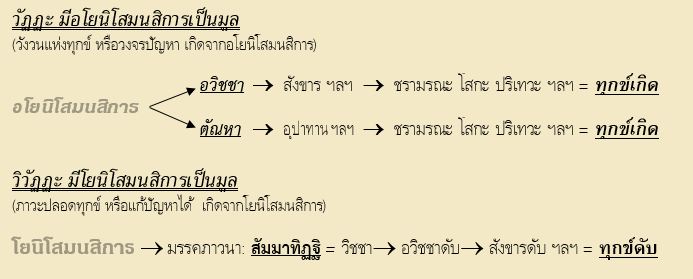 วัฏฏะ มีอโยนิโสมนสิการเป็นมูล
(วังวนแห่งทุกข์ หรือวงจรปัญหา เกิดจากอโยนิโสมนสิการ)
อวิชชา → สังขาร ฯลฯ → ชรามรณะ โสกะ ปริเทวะ ฯลฯ = ทุกข์เกิด
อโยนิโสมนสิการ
ตัณหา → อุปาทานฯลฯ → ชรามรณะ โสกะ ปริเทวะ ฯลฯ = ทุกข์เกิด
วิวัฏฏะ มีโยนิโสมนสิการเป็นมูล
(ภาวะปลอดทุกข์ หรือแก้ปัญหาได้ เกิดจากโยนิโสมนสิการ)
โยนิโสมนสิการ → มรรคภาวนา: สัมมาทิฏฐิ = วิชชา → อวิชชาดับ → สังขารดับ ฯลฯ = ทุกข์ดับ